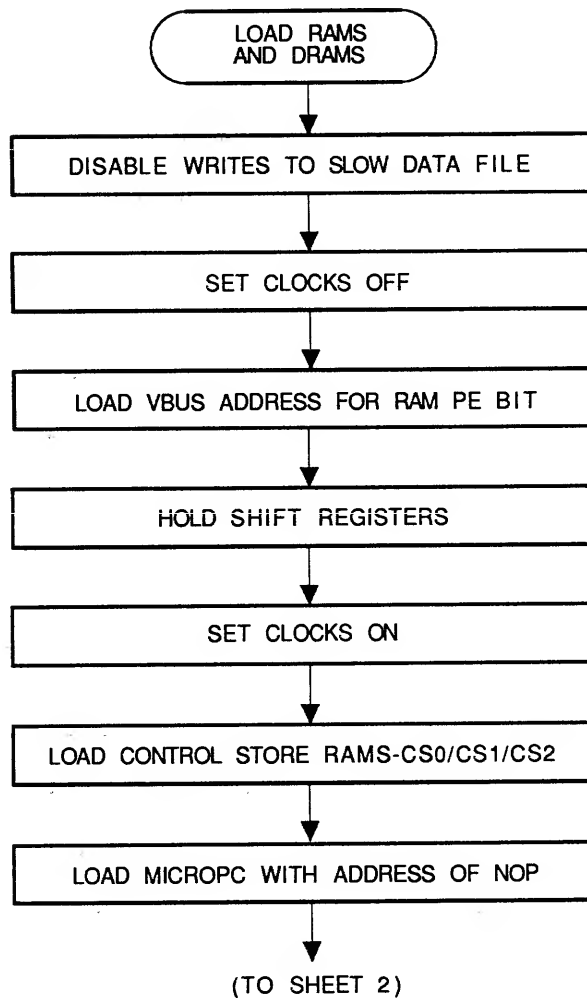 LOAD RAMS
AND DRAMS
DISABLE WRITES TO SLOW DATA FILE
SET CLOCKS OFF
LOAD VBUS ADDRESS FOR RAM PE BIT
HOLD SHIFT REGISTERS
SET CLOCKS ON
LOAD CONTROL STORE RAMS-CS0/CS1/CS2
LOAD MICROPC WITH ADDRESS OF NOP
(TO SHEET 2)